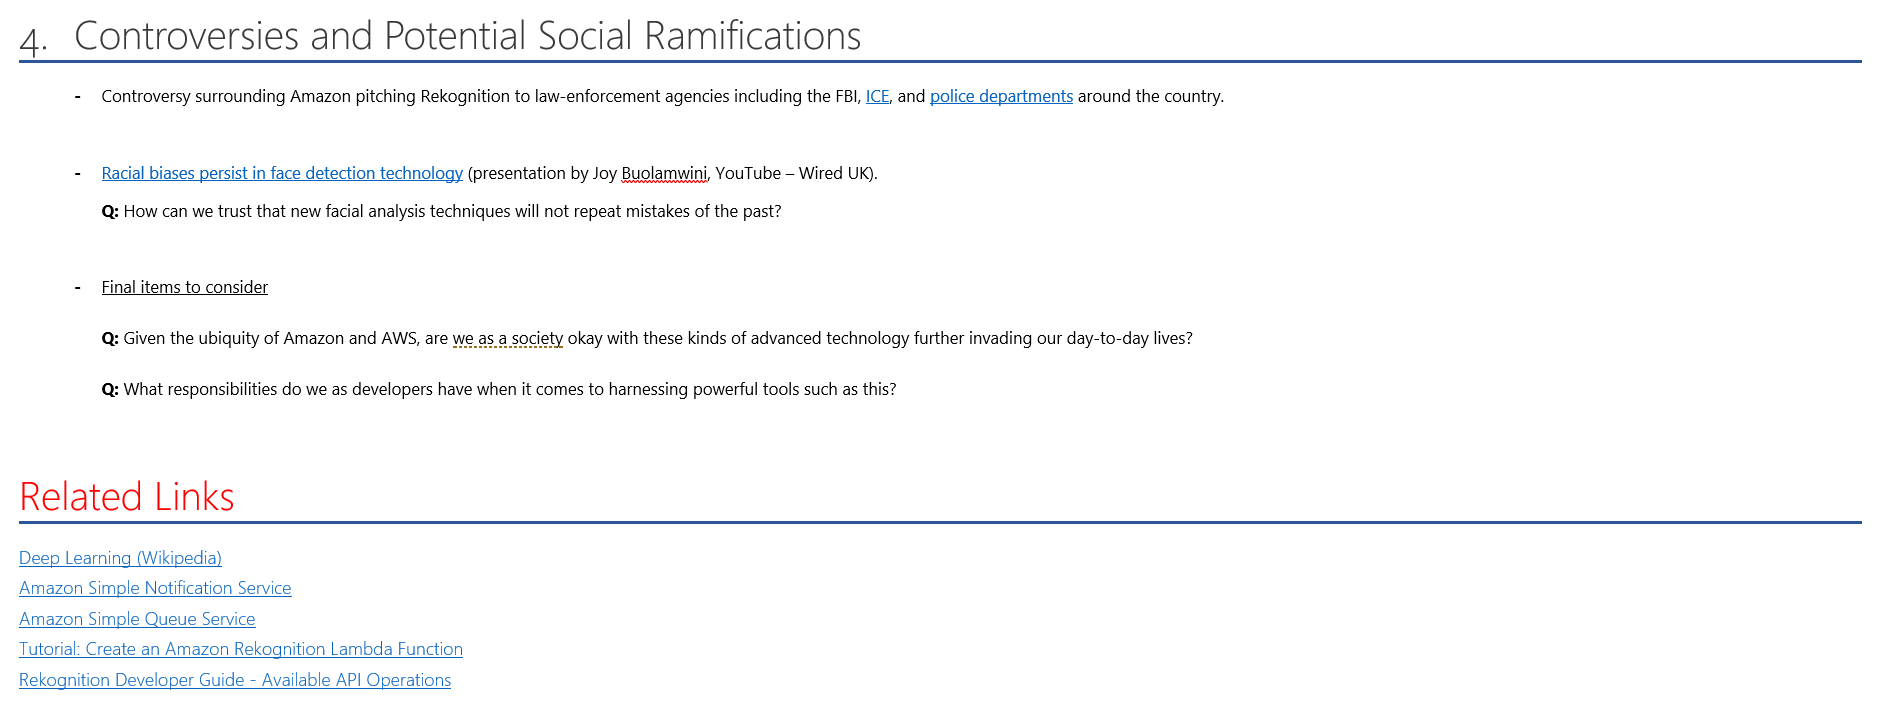 4. Controversies and Potential Social Ramifications
- Controversy surrounding Amazon pitching Rekognition to law-enforcement agencies including the FBI, ICE, and police departments around the country.
- Racial biases persist in face detection technology (presentation by Joy Buolamwini, YouTube – Wired UK).
Q: How can we trust that new facial analysis techniques will not repeat mistakes of the past?
- Final items to consider
Q: Given the ubiquity of Amazon and AWS, are we as a society okay with these kinds of advanced technology further invading our day-to-day lives?
Q: What responsibilities do we as developers have when it comes to harnessing powerful tools such as this?
Related Links
Deep Learning (Wikipedia)
Amazon Simple Notification Service
Amazon Simple Queue Service
Tutorial: Create an Amazon Rekognition Lambda Function
Rekognition Developer Guide - Available API Operations